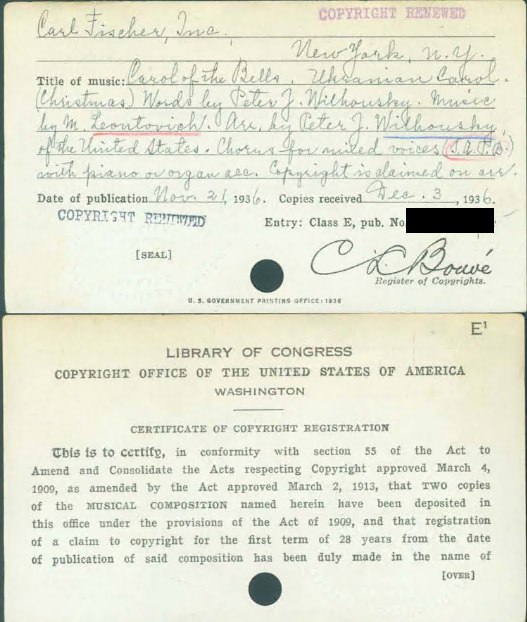 Carl Fischer, Inc.
COPYRIGHT RENEWED
New York, N.Y.
Title of music: Carol of the Bells. Ukranian Carol.
(Christmas) Words by Peter J. Wilhousky. Music
by M. Leontovich. Arr. by Peter J. Wilhousky,
of the United States. Chorus for mixed voices (S.A.T.B.)
with piano or organ acc. Copyright is claimed on arr.
Date of publication Nov. 21, 1936. Copies received Dec. 3, 1936.
COPYRIGHT RENEWED
Entry: Class E, pub. No.
[SEAL]
C L Bouvé
Register of Copyrights.
U. S. GOVERNMENT PRINTING OFFICE: 1936
E1
LIBRARY OF CONGRESS
COPYRIGHT OFFICE OF THE UNITED STATES OF AMERICA
WASHINGTON
CERTIFICATE OF COPYRIGHT REGISTRATION
This is to certify, in conformity with section 55 of the Act to
Amend and Consolidate the Acts respecting Copyright approved March 4,
1909, as amended by the Act approved March 2, 1913, that TWO copies
of the MUSICAL COMPOSITION named herein have been deposited in
this office under the provisions of the Act of 1909, and that registration
of a claim to copyright for the first term of 28 years from the date
of publication of said composition has been duly made in the name of
[OVER]